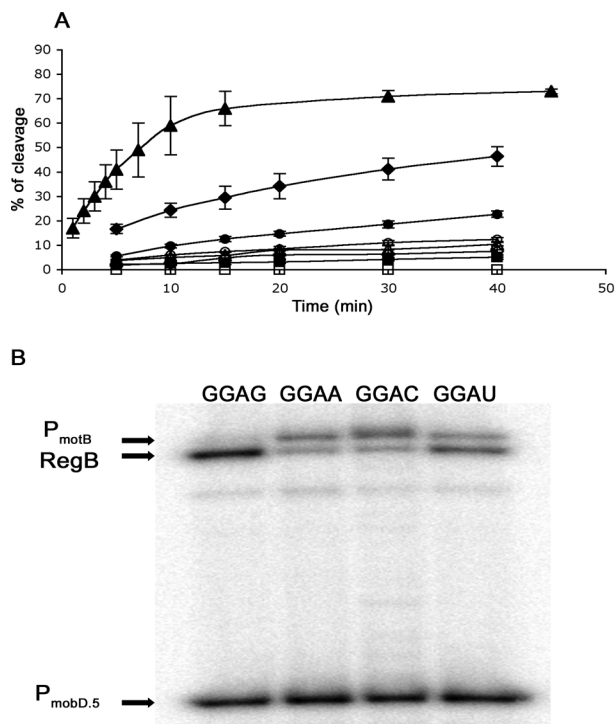 A
% of cleavage
90
80
70
60
50
40
30
20
10
0
0 10 20 30 40 50
Time (min)
B
GGAG GGAA GGAC GGAU
PmotB
RegB
PmobD.5